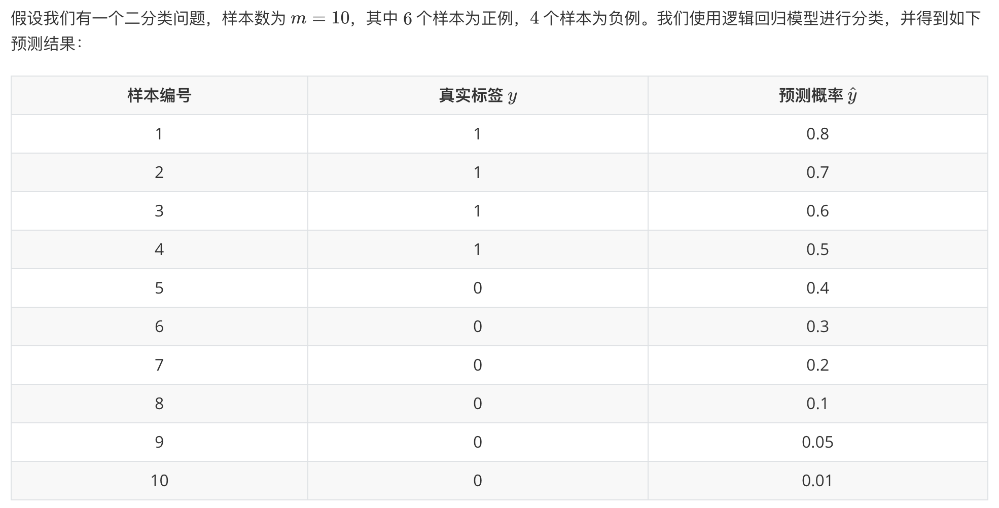 假设我们有一个二分类问题，样本数为 m = 10，其中 6 个样本为正例，4 个样本为负例。我们使用逻辑回归模型进行分类，并得到如下
预测结果：
样本编号 真实标签 y 预测概率 ŷ
1 1 0.8
2 1 0.7
3 1 0.6
4 1 0.5
5 0 0.4
6 0 0.3
7 0 0.2
8 0 0.1
9 0 0.05
10 0 0.01